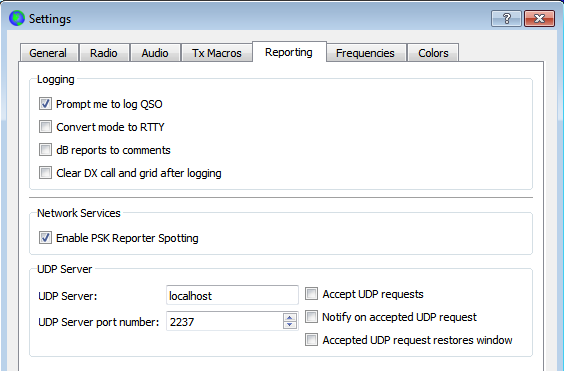 Settings
General Radio Audio Tx Macros Reporting Frequencies Colors
Logging
Prompt me to log QSO
Convert mode to RTTY
dB reports to comments
Clear DX call and grid after logging
Network Services
Enable PSK Reporter Spotting
UDP Server
UDP Server: localhost Accept UDP requests
UDP Server port number: 2237 Notify on accepted UDP request
Accepted UDP request restores window